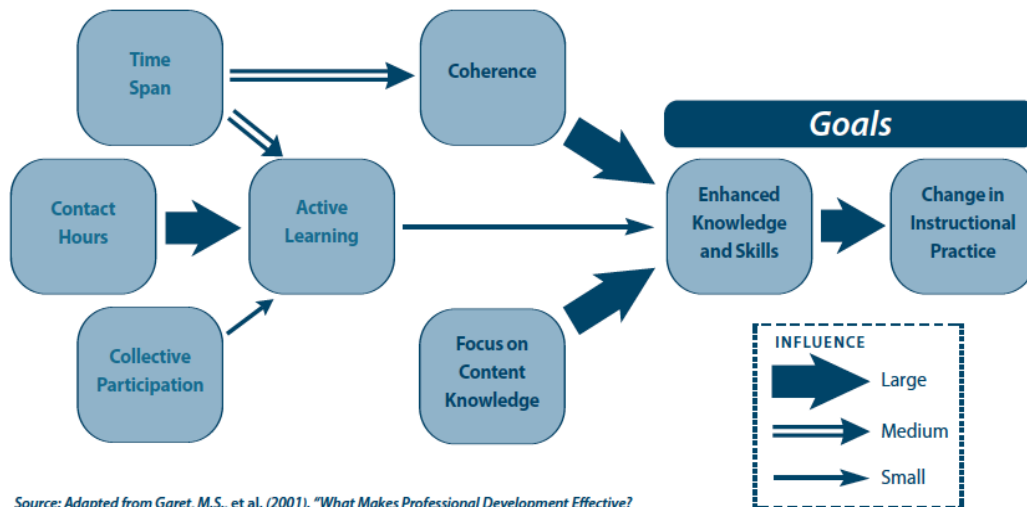 Time
Span
Coherence
Goals
Contact
Hours
Active
Learning
Enhanced
Knowledge
and Skills
Change in
Instructional
Practice
Collective
Participation
Focus on
Content
Knowledge
INFLUENCE
Large
Medium
Small
Source: Adapted from Garet, M.S., et al. (2001). "What Makes Professional Development Effective?